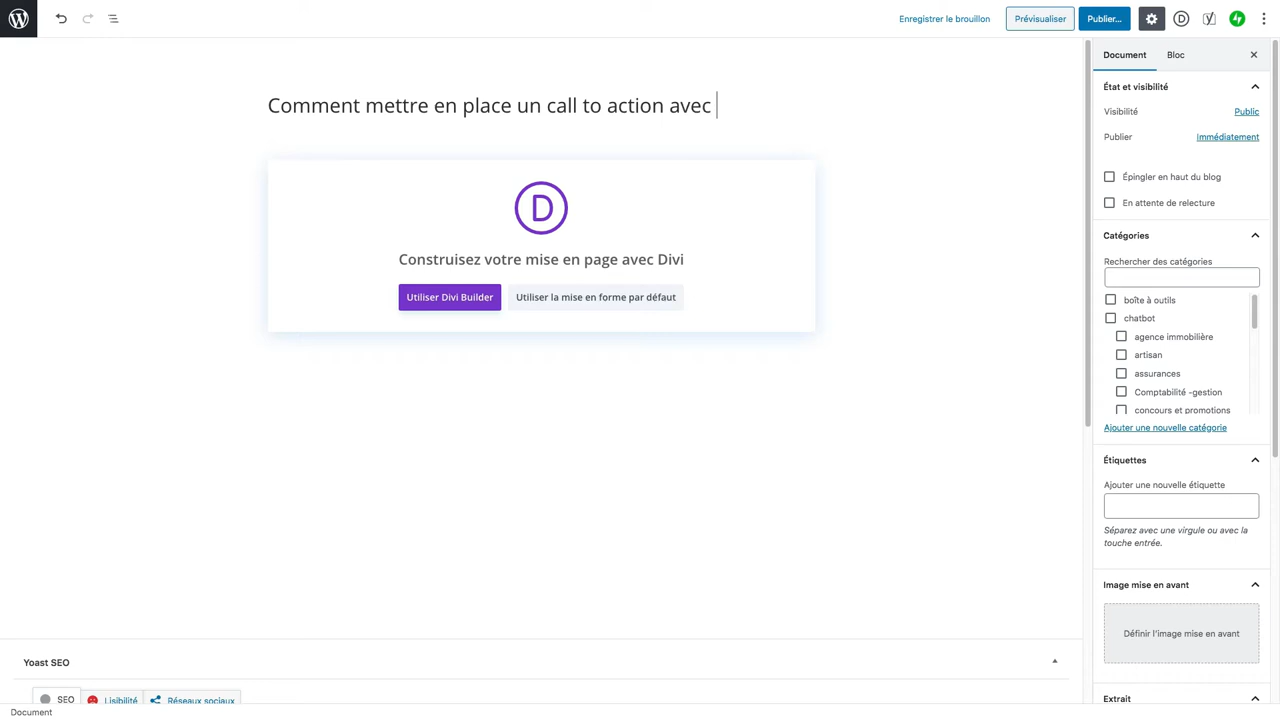 Enregistrer le brouillon
Prévisualiser
Publier...
Document
Bloc
Comment mettre en place un call to action avec
Construisez votre mise en page avec Divi
Utiliser Divi Builder
Utiliser la mise en forme par défaut
État et visibilité
Visibilité
Public
Publier
Immédiatement
Épingler en haut du blog
En attente de relecture
Catégories
Rechercher des catégories
boîte à outils
chatbot
agence immobilière
artisan
assurances
Comptabilité -gestion
concours et promotions
Ajouter une nouvelle catégorie
Étiquettes
Ajouter une nouvelle étiquette
Séparez avec une virgule ou avec la
touche entrée.
Image mise en avant
Définir l'image mise en avant
Extrait
Yoast SEO
SEO
Lisibilité
Réseaux sociaux
Document